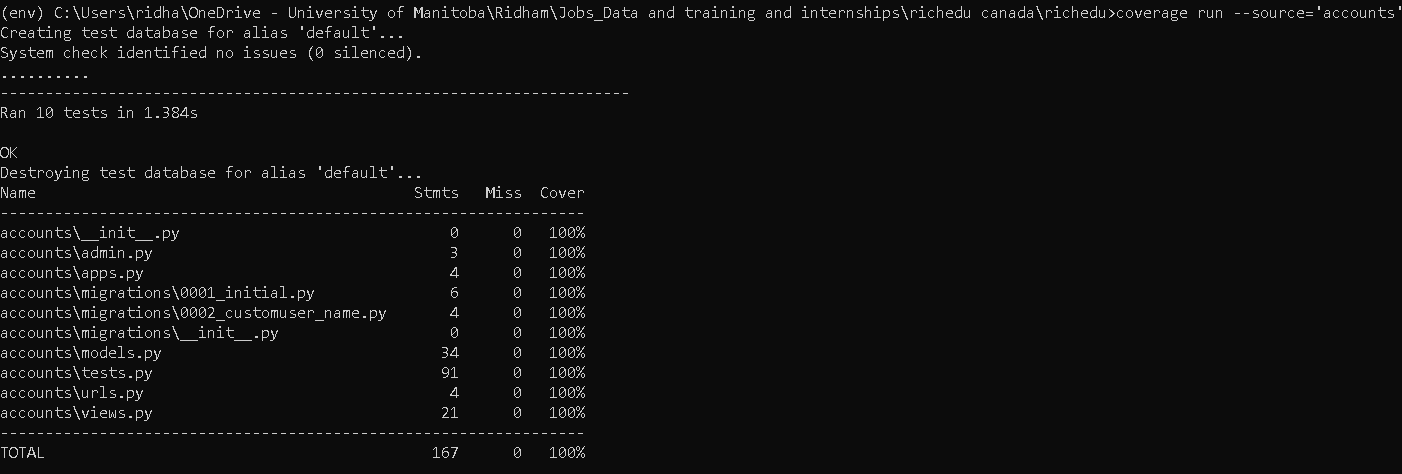 (env) C:\Users\ridha\OneDrive - University of Manitoba\Ridham\Jobs_Data and training and internships\richedu canada\richedu>coverage run --source='accounts'
Creating test database for alias 'default'...
System check identified no issues (0 silenced).
..........
----------------------------------------------------------------------
Ran 10 tests in 1.384s
OK
Destroying test database for alias 'default'...
Name                                          Stmts   Miss  Cover
-----------------------------------------------------------------
accounts\__init__.py                              0      0   100%
accounts\admin.py                                 3      0   100%
accounts\apps.py                                  4      0   100%
accounts\migrations\0001_initial.py               6      0   100%
accounts\migrations\0002_customuser_name.py       4      0   100%
accounts\migrations\__init__.py                   0      0   100%
accounts\models.py                               34      0   100%
accounts\tests.py                                91      0   100%
accounts\urls.py                                  4      0   100%
accounts\views.py                                21      0   100%
-----------------------------------------------------------------
TOTAL                                           167      0   100%